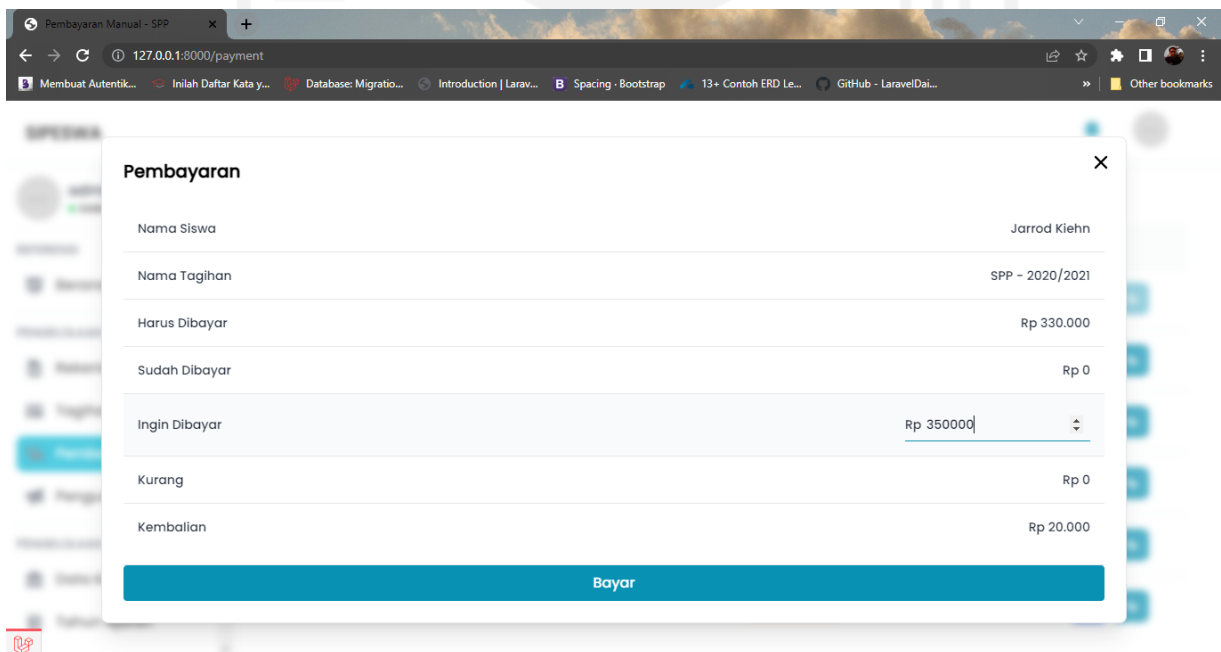 Pembayaran Manual - SPP
127.0.0.1:8000/payment
Membuat Autentik... Inilah Daftar Kata y... Database: Migratio... Introduction | Larav... Spacing · Bootstrap 13+ Contoh ERD Le... GitHub - LaravelDai... » Other bookmarks
SIPESWA
Pembayaran
Nama Siswa Jarrod Kiehn
Nama Tagihan SPP - 2020/2021
Harus Dibayar Rp 330.000
Sudah Dibayar Rp 0
Ingin Dibayar Rp 350000
Kurang Rp 0
Kembalian Rp 20.000
Bayar